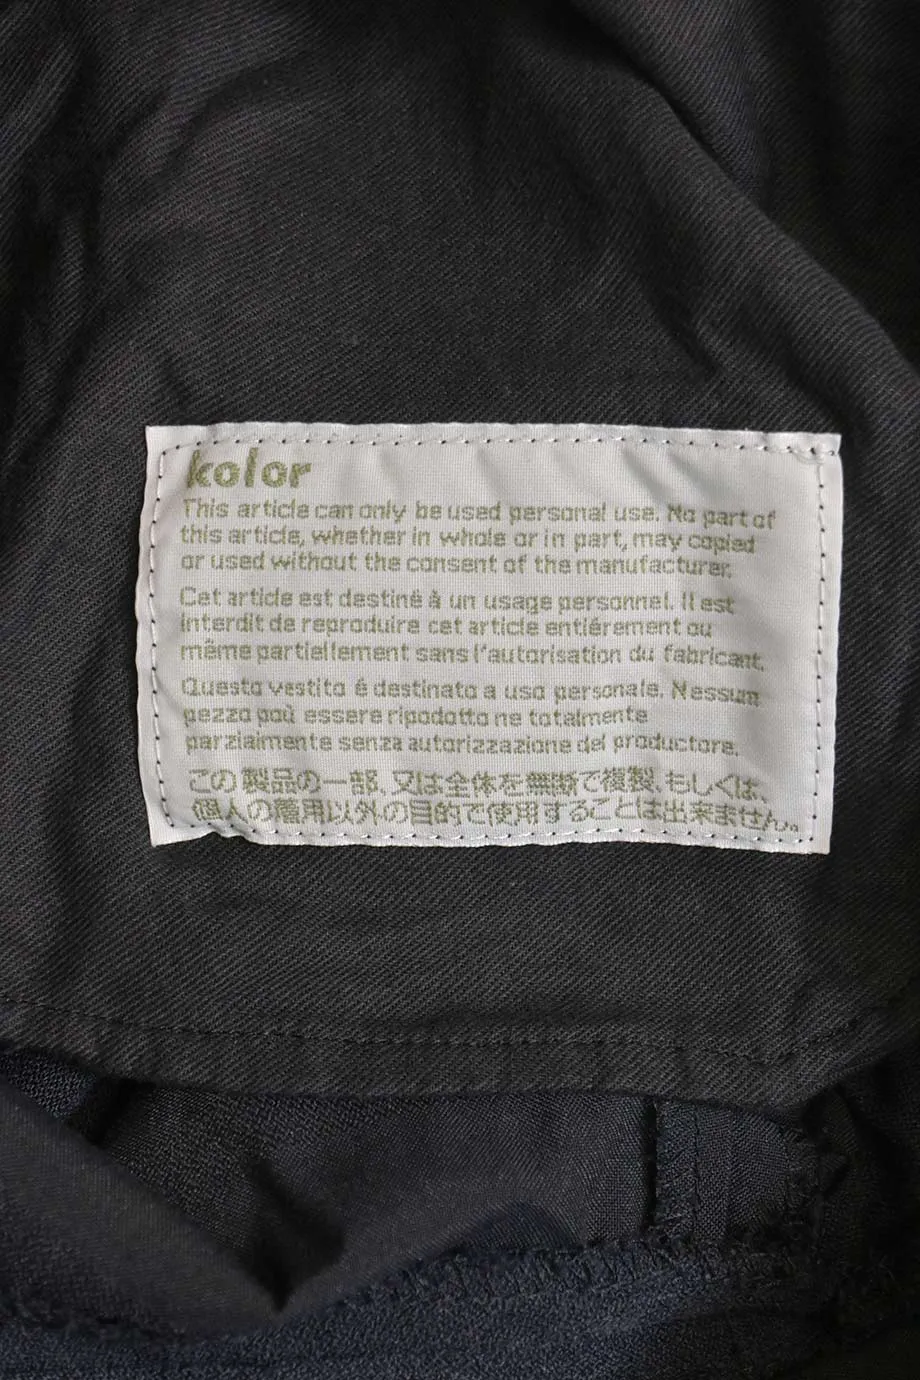 kolor
This article can only be used personal use. No part of
this article, whether in whole or in part, may copied
or used without the consent of the manufacturer.
Cet article est destiné à un usage personnel. Il est
interdit de reproduire cet article entiérement ou
même partiellement sans l'autorisation du fabricant.
Questo vestito é destinato a uso personale. Nessun
pezzo può essere ripodotto ne totalmente
parzialmente senza autorizzazione del productore.
この製品の一部、又は全体を無断で複製、もしくは、
個人の着用以外の目的で使用することは出来ません。